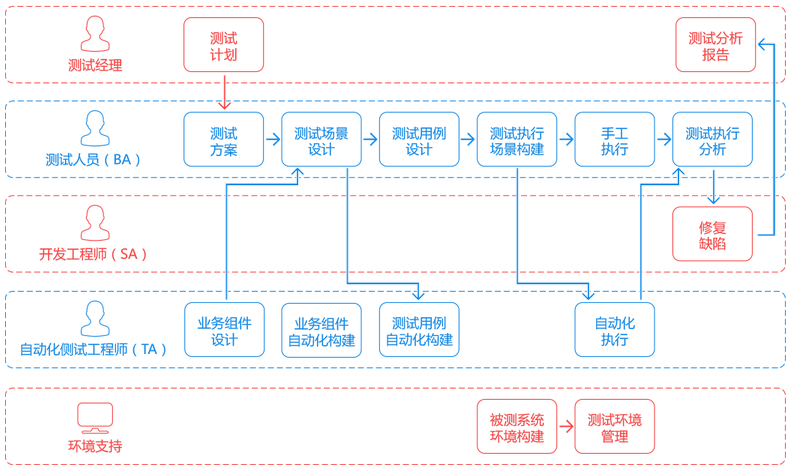 测试经理
测试
计划
测试分析
报告
测试人员（BA）
测试
方案
测试场景
设计
测试用例
设计
测试执行
场景构建
手工
执行
测试执行
分析
开发工程师（SA）
修复
缺陷
自动化侧试工程师（TA）
业务组件
设计
业务组件
自动化构建
测试用例
自动化构建
自动化
执行
环境支持
被测系统
环境构建
测试环境
管理